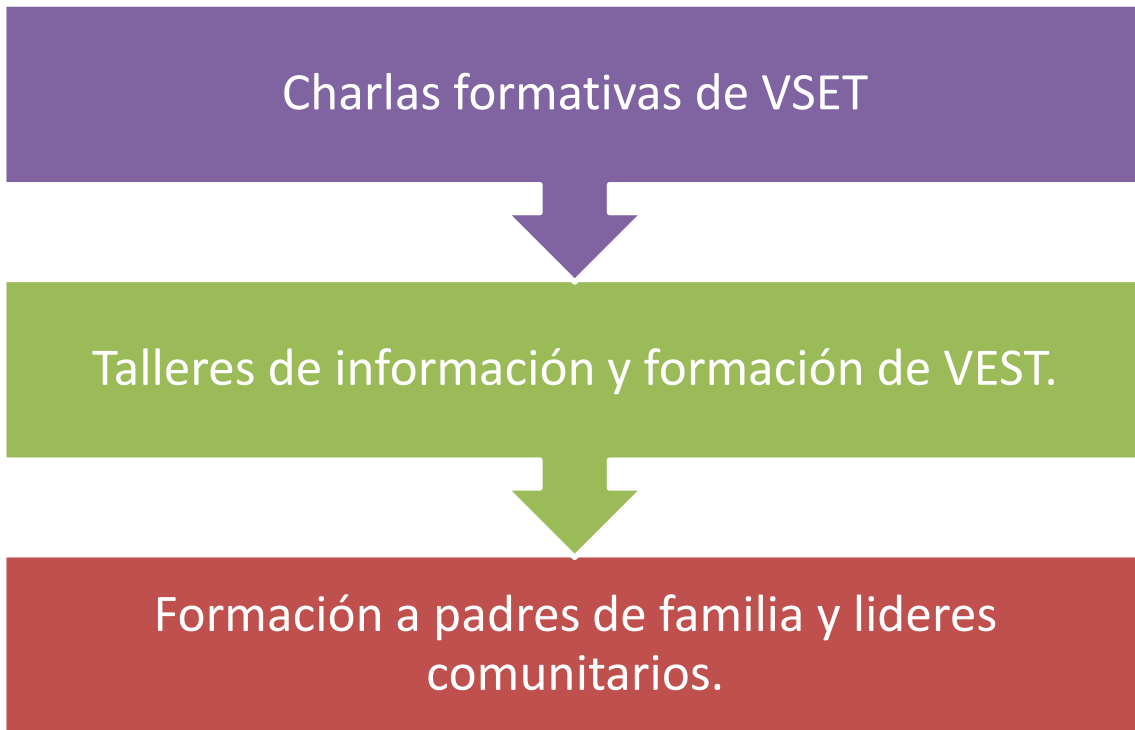 Charlas formativas de VSET
Talleres de información y formación de VEST.
Formación a padres de familia y lideres
comunitarios.